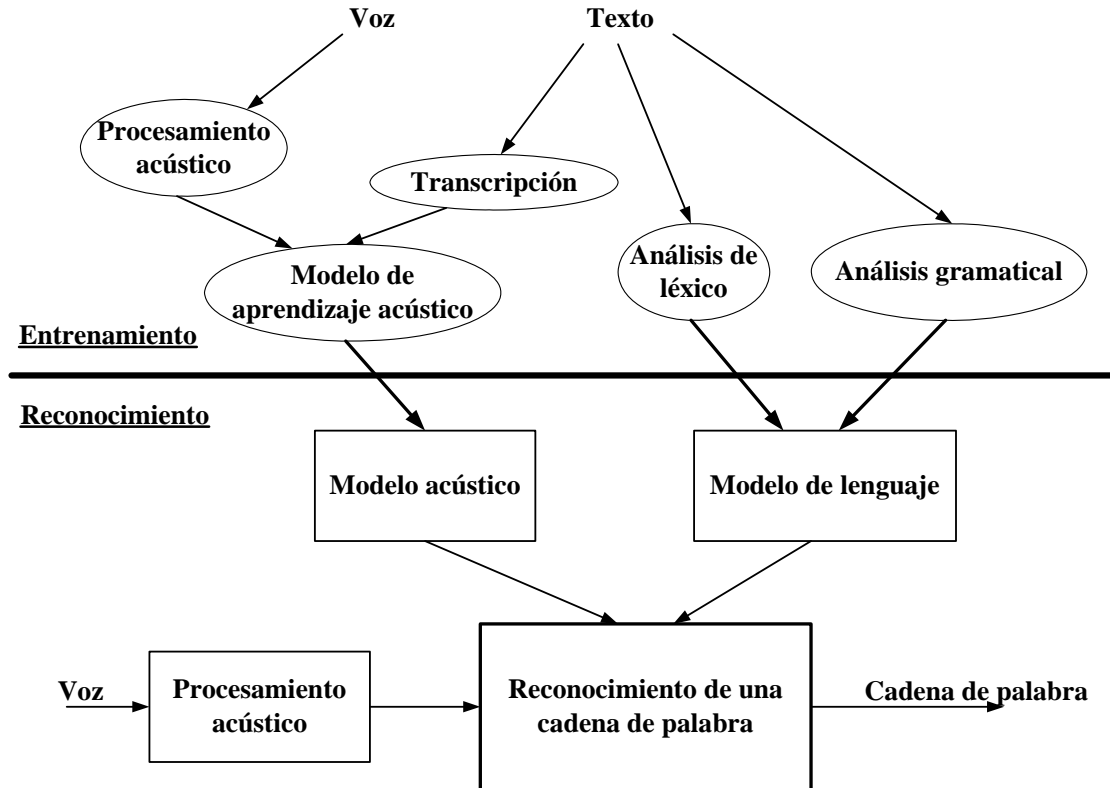 Voz
Texto
Procesamiento
acústico
Transcripción
Modelo de
aprendizaje acústico
Análisis de
léxico
Análisis gramatical
Entrenamiento
Reconocimiento
Modelo acústico
Modelo de lenguaje
Voz
Procesamiento
acústico
Reconocimiento de una
cadena de palabra
Cadena de palabra